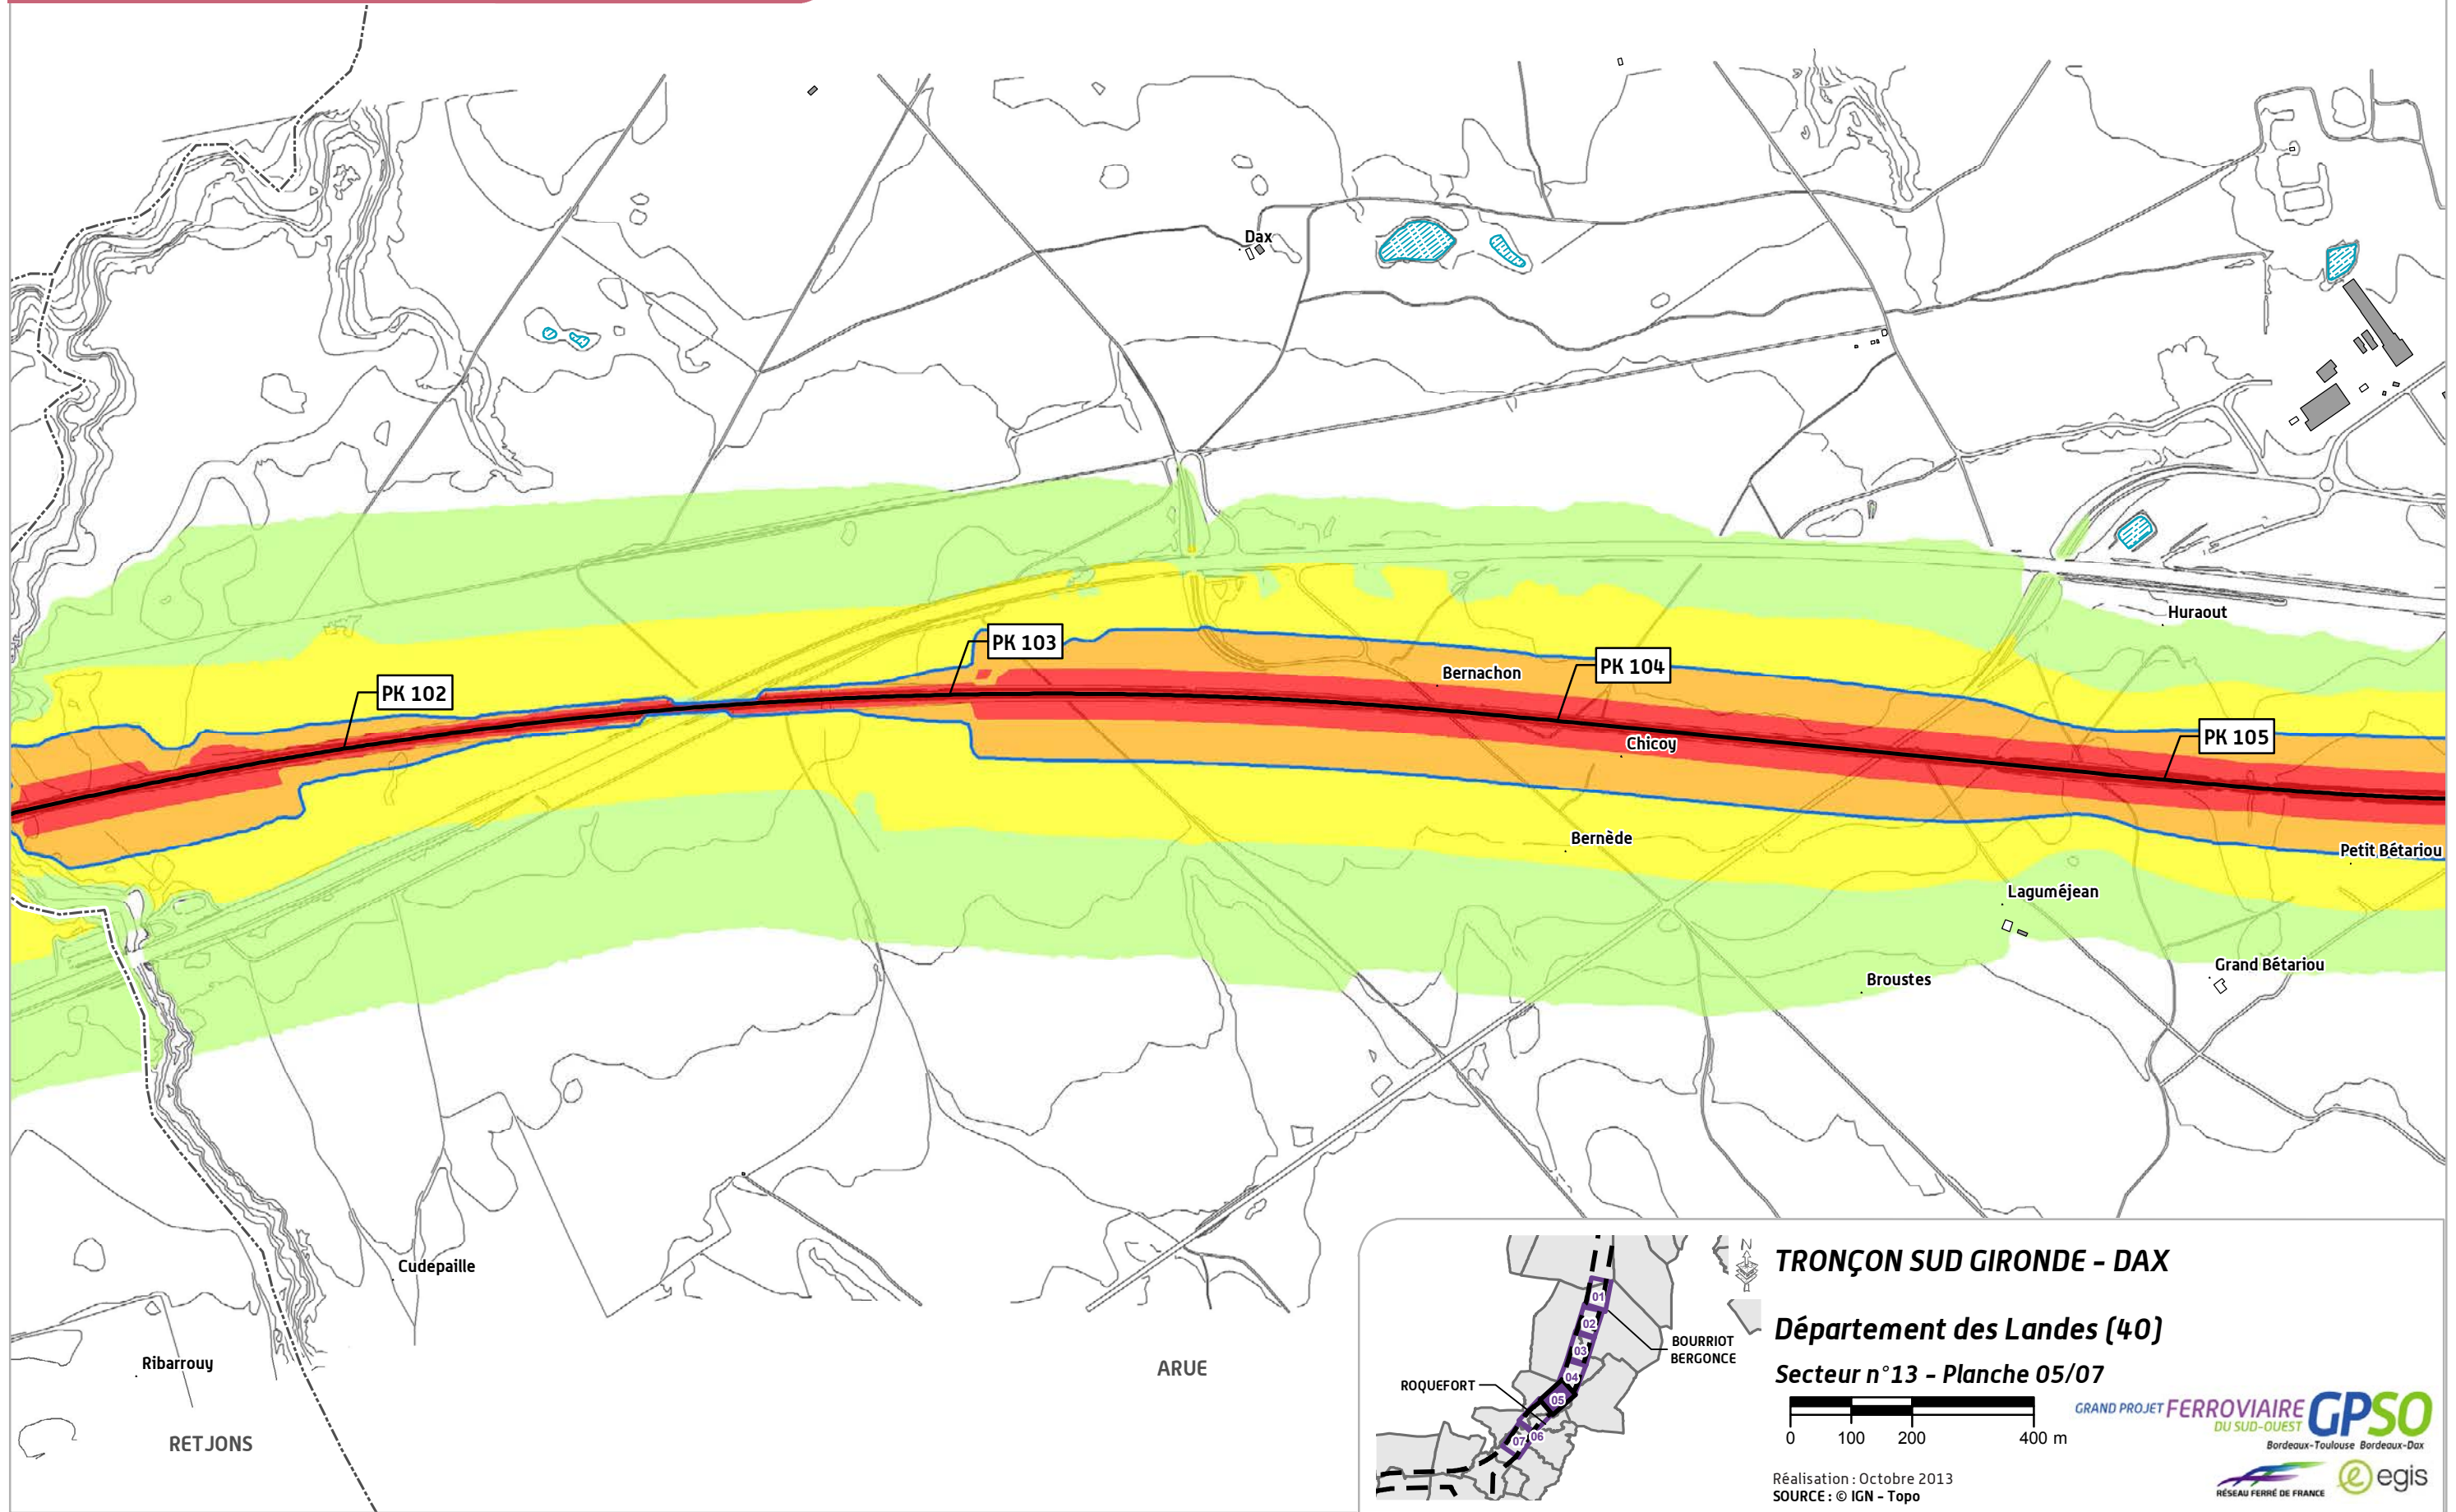 Dax
Huraout
PK 103
Bernachon
PK 104
PK 102
Chicoy
PK 105
Bernède
Petit Bétariou
Laguméjean
Grand Bétariou
Broustes
Cudepaille
Ribarrouy
ARUE
RETJONS
N
TRONÇON SUD GIRONDE - DAX
Département des Landes (40)
Secteur n°13 - Planche 05/07
0 100 200 400 m
01
02
03
04
05
06
07
BOURRIOT
BERGONCE
ROQUEFORT
GRAND PROJET FERROVIAIRE
DU SUD-OUEST
GPSO
Bordeaux-Toulouse Bordeaux-Dax
Réalisation : Octobre 2013
SOURCE : © IGN - Topo
RÉSEAU FERRÉ DE FRANCE
e egis